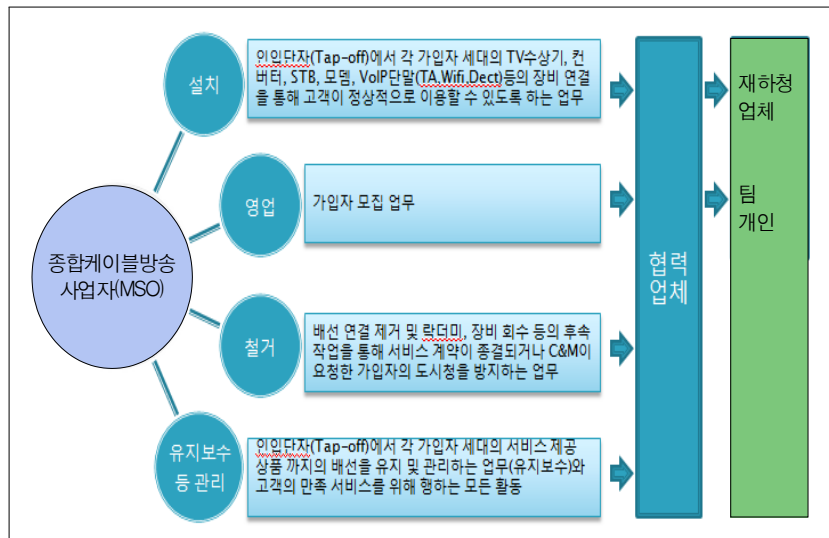 종합케이블방송
사업자(MSO)
설치
인입단자(Tap-off)에서 각 가입자 세대의 TV수상기, 컨
버터, STB, 모뎀, VoIP단말(TA,Wifi,Dect)등의 장비 연결
을 통해 고객이 정상적으로 이용할 수 있도록 하는 업무
영업
가입자 모집 업무
철거
배선 연결 제거 및 락더미, 장비 회수 등의 후속
작업을 통해 서비스 계약이 종결되거나 C&M이
요청한 가입자의 도시청을 방지하는 업무
유지보수
등 관리
인입단자(Tap-off)에서 각 가입자 세대의 서비스 제공
상품 까지의 배선을 유지 및 관리하는 업무(유지보수)와
고객의 만족 서비스를 위해 행하는 모든 활동
협력
업체
재하청
업체
팀
개인